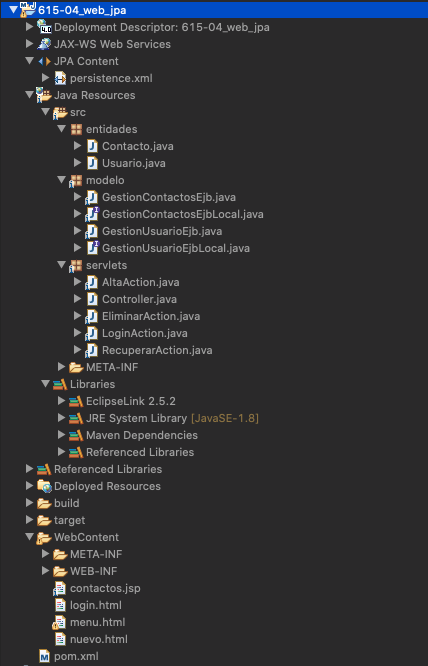 615-04_web_jpa
Deployment Descriptor: 615-04_web_jpa
JAX-WS Web Services
JPA Content
persistence.xml
Java Resources
src
entidades
Contacto.java
Usuario.java
modelo
GestionContactosEjb.java
GestionContactosEjbLocal.java
GestionUsuarioEjb.java
GestionUsuarioEjbLocal.java
servlets
AltaAction.java
Controller.java
EliminarAction.java
LoginAction.java
RecuperarAction.java
META-INF
Libraries
EclipseLink 2.5.2
JRE System Library [JavaSE-1.8]
Maven Dependencies
Referenced Libraries
Referenced Libraries
Deployed Resources
build
target
WebContent
META-INF
WEB-INF
contactos.jsp
login.html
menu.html
nuevo.html
pom.xml